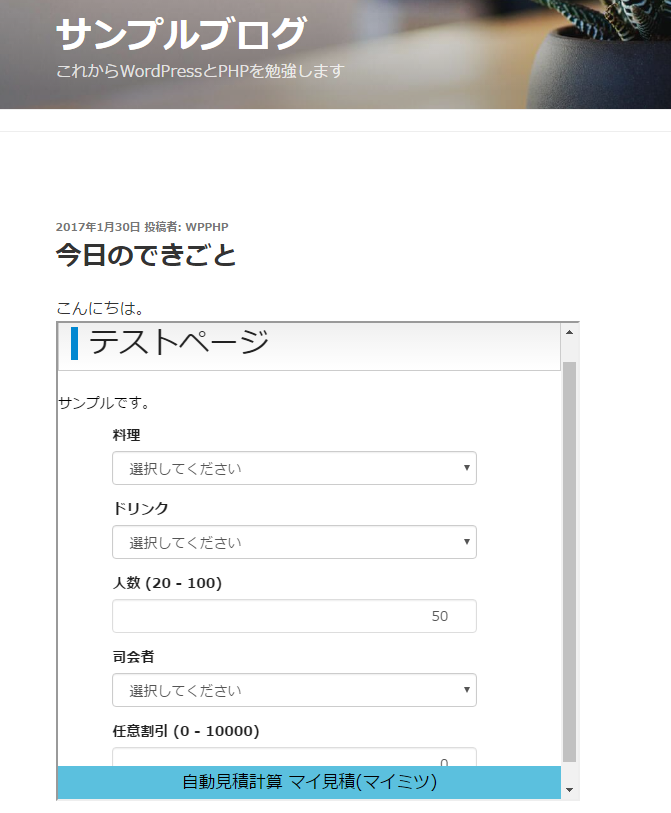 サンプルブログ
これからWordPressとPHPを勉強します
2017年1月30日 投稿者: WPPHP
今日のできごと
こんにちは。
テストページ
サンプルです。
料理
選択してください
ドリンク
選択してください
人数 (20 - 100)
50
司会者
選択してください
任意割引 (0 - 10000)
0
自動見積計算 マイ見積(マイミツ)